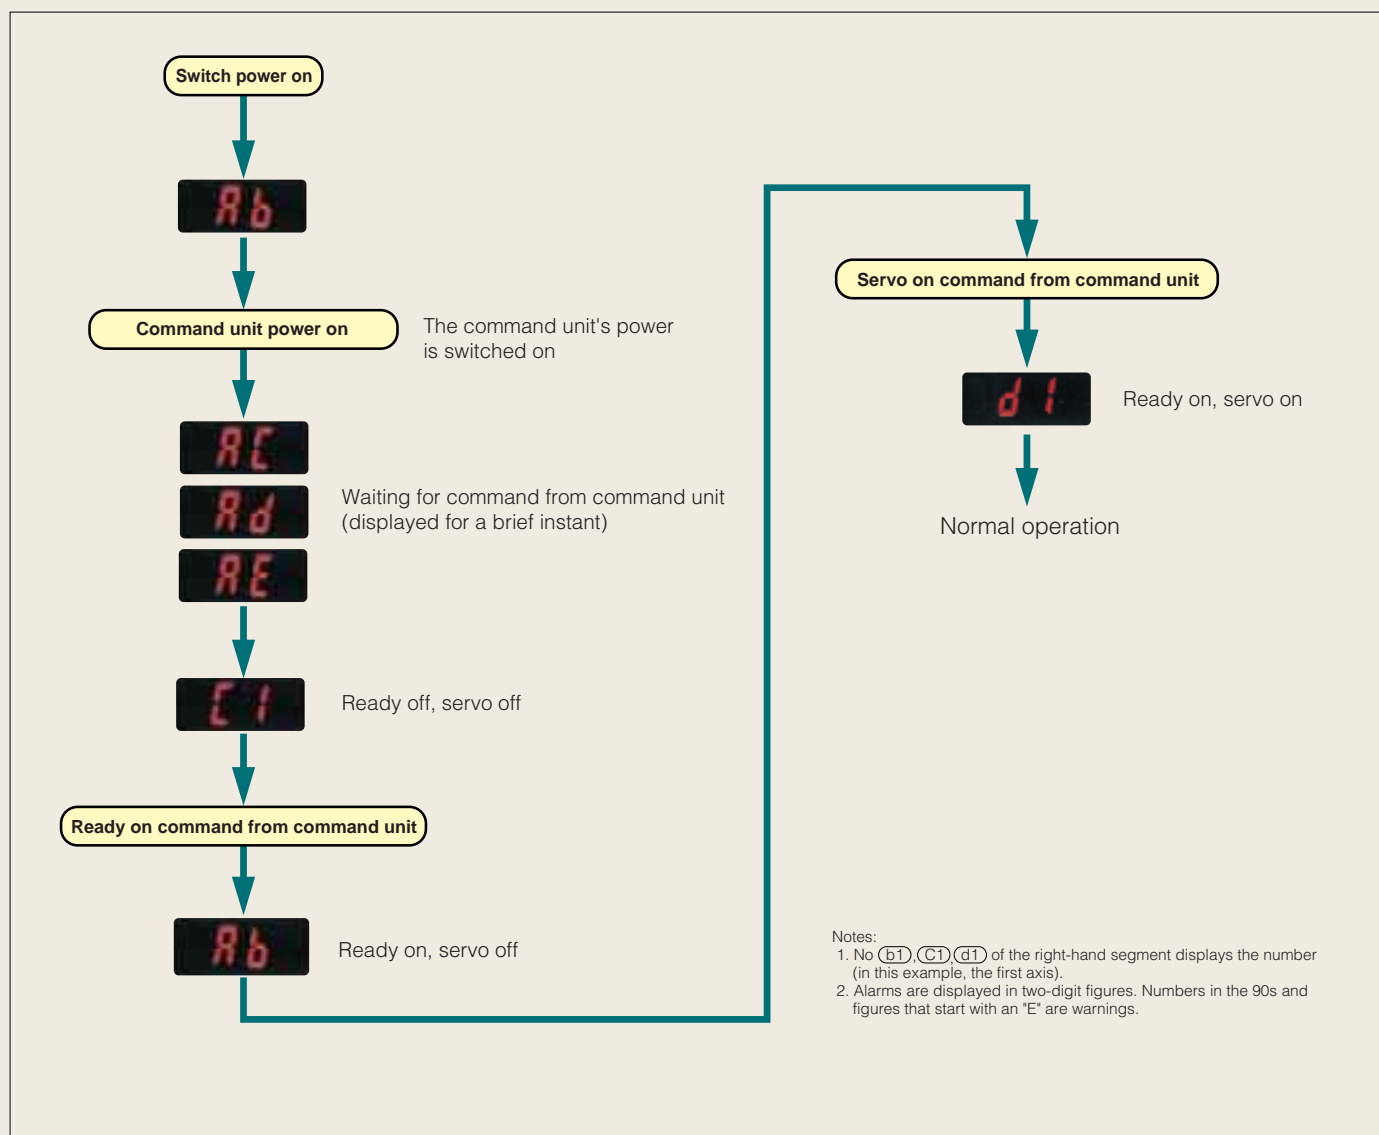 Switch power on
Ab
Command unit power on
The command unit's power
is switched on
AC
Ad
AE
Waiting for command from command unit
(displayed for a brief instant)
C1
Ready off, servo off
Ready on command from command unit
Ab
Ready on, servo off
Servo on command from command unit
d1
Ready on, servo on
Normal operation
Notes:
1. No b1, C1, d1 of the right-hand segment displays the number
(in this example, the first axis).
2. Alarms are displayed in two-digit figures. Numbers in the 90s and
figures that start with an "E" are warnings.